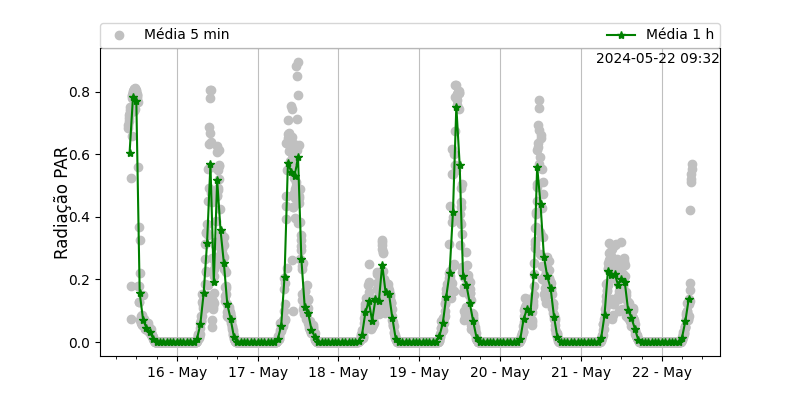 Média 5 min
Média 1 h
2024-05-22 09:32
Radiação PAR
0.8
0.6
0.4
0.2
0.0
16 - May
17 - May
18 - May
19 - May
20 - May
21 - May
22 - May